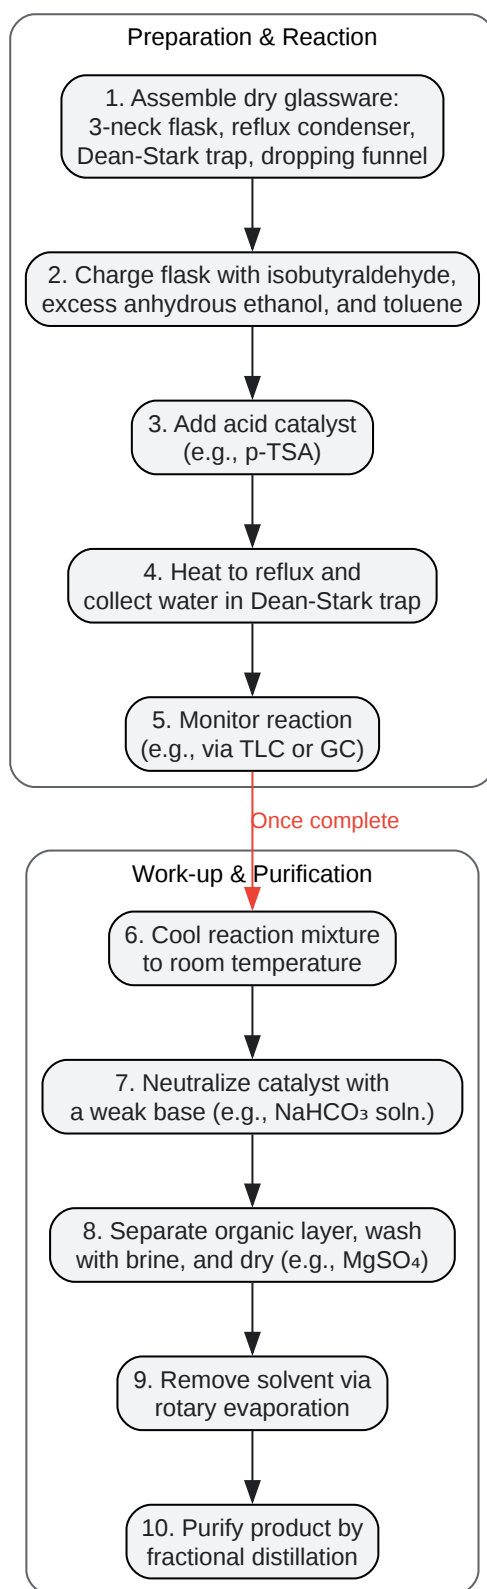 Preparation & Reaction
1. Assemble dry glassware:
3-neck flask, reflux condenser,
Dean-Stark trap, dropping funnel
2. Charge flask with isobutyraldehyde,
excess anhydrous ethanol, and toluene
3. Add acid catalyst
(e.g., p-TSA)
4. Heat to reflux and
collect water in Dean-Stark trap
5. Monitor reaction
(e.g., via TLC or GC)
Once complete
Work-up & Purification
6. Cool reaction mixture
to room temperature
7. Neutralize catalyst with
a weak base (e.g., NaHCO₃ soln.)
8. Separate organic layer, wash
with brine, and dry (e.g., MgSO₄)
9. Remove solvent via
rotary evaporation
10. Purify product by
fractional distillation